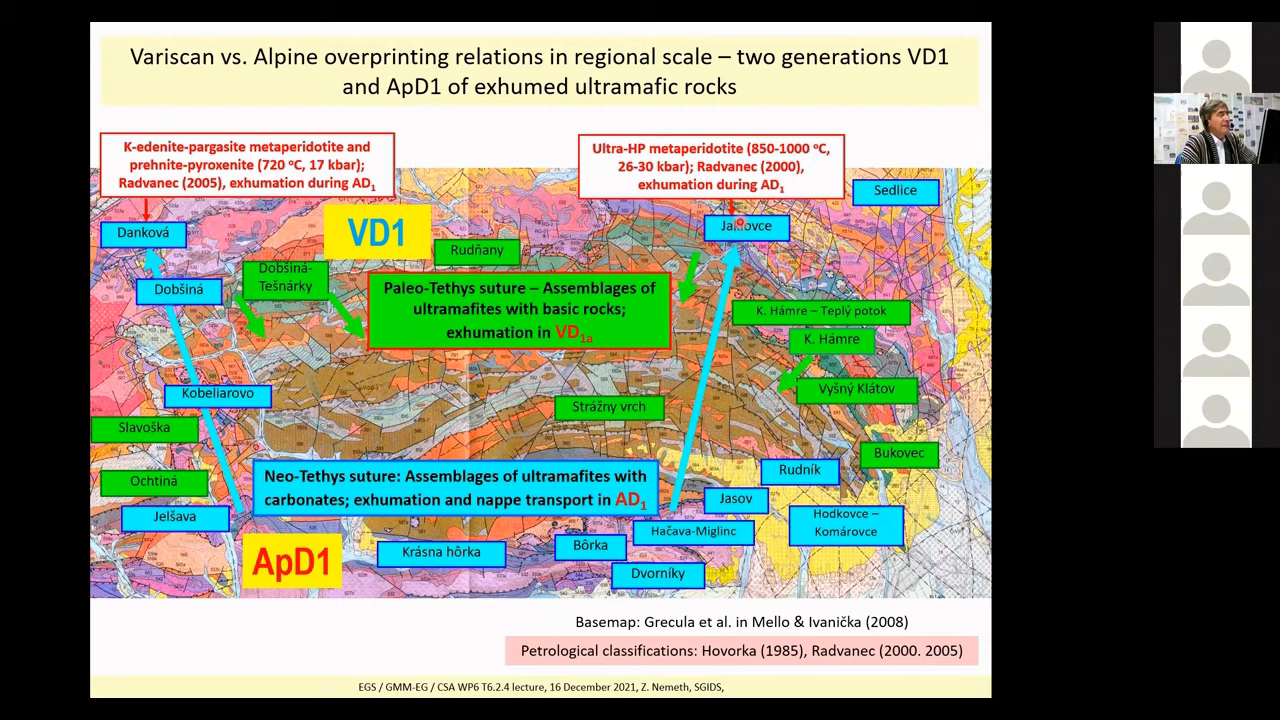 Variscan vs. Alpine overprinting relations in regional scale – two generations VD1
and ApD1 of exhumed ultramafic rocks
K-edenite-pargasite metaperidotite and
prehnite-pyroxenite (720 ºC, 17 kbar);
Radvanec (2005), exhumation during AD1
Ultra-HP metaperidotite (850-1000 ºC,
26-30 kbar); Radvanec (2000),
exhumation during AD1
Sedlice
Danková
VD1
Jaklovce
Rudňany
Dobšiná-
Tešnárky
Dobšiná
Paleo-Tethys suture – Assemblages of
ultramafites with basic rocks;
exhumation in VD1a
K. Hámre – Teplý potok
K. Hámre
Vyšný Klátov
Kobeliarovo
Strážny vrch
Slavoška
Bukovec
Rudník
Neo-Tethys suture: Assemblages of ultramafites with
carbonates; exhumation and nappe transport in AD1
Ochtiná
Jasov
Jelšava
Hodkovce –
Komárovce
Hačava-Miglinc
ApD1
Krásna hôrka
Bôrka
Dvorníky
Basemap: Grecula et al. in Mello & Ivanička (2008)
Petrological classifications: Hovorka (1985), Radvanec (2000. 2005)
EGS / GMM-EG / CSA WP6 T6.2.4 lecture, 16 December 2021, Z. Nemeth, SGIDS,